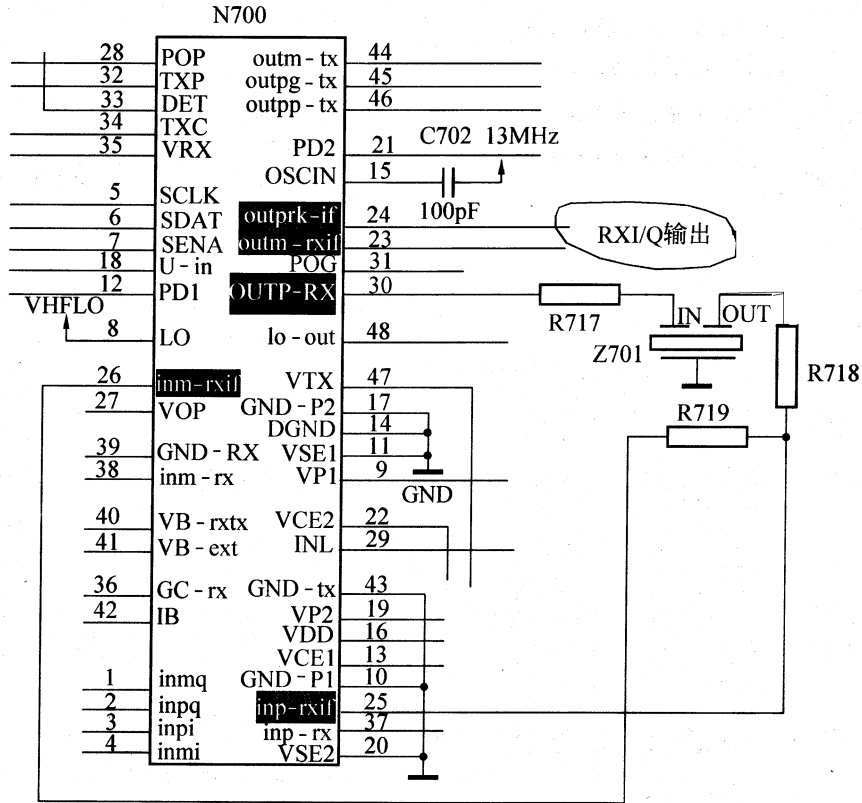 N700
28 POP outm-tx 44
32 TXP outpg-tx 45
33 DET outpp-tx 46
34 TXC
35 VRX PD2 21 C702 13MHz
OSCIN 15
5 SCLK 100pF
6 SDAT outprk-if 24
7 SENA outm-rxif 23 RXI/Q输出
18 U-in POG 31
12 PD1 OUTP-RX 30
VHFLO R717 IN OUT
8 LO lo-out 48 Z701
26 inm-rxif VTX 47 R718
27 VOP GND-P2 17 R719
DGND 14
39 GND-RX VSE1 11
38 inm-rx VP1 9
GND
40 VB-rxtx VCE2 22
41 VB-ext INL 29
36 GC-rx GND-tx 43
42 IB VP2 19
VDD 16
VCE1 13
1 inmq GND-P1 10
2 inpq inp-rxif 25
3 inpi inp-rx 37
4 inmi VSE2 20